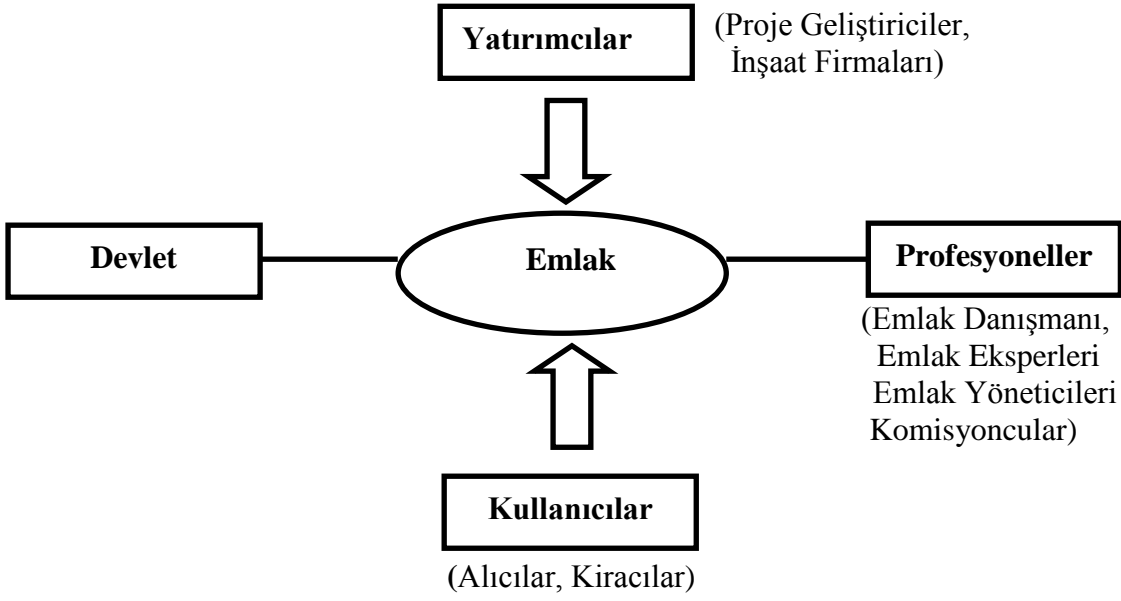 Yatırımcılar
(Proje Geliştiriciler,
İnşaat Firmaları)
Devlet
Emlak
Profesyoneller
(Emlak Danışmanı,
Emlak Eksperleri
Emlak Yöneticileri
Komisyoncular)
Kullanıcılar
(Alıcılar, Kiracılar)